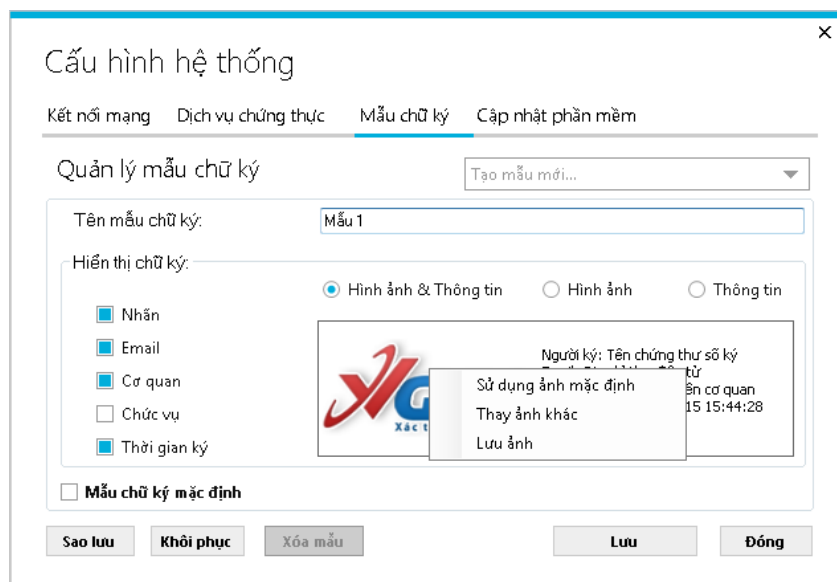 Cấu hình hệ thống
Kết nối mạng Dịch vụ chứng thực Mẫu chữ ký Cập nhật phần mềm
Quản lý mẫu chữ ký Tạo mẫu mới...
Tên mẫu chữ ký: Mẫu 1
Hiển thị chữ ký:
Hình ảnh & Thông tin Hình ảnh Thông tin
Nhãn
Email
Cơ quan
Chức vụ
Thời gian ký
Người ký: Tên chứng thư số ký
Sử dụng ảnh mặc định
Thay ảnh khác
Lưu ảnh
cơ quan
15 15:44:28
Xác
Mẫu chữ ký mặc định
Sao lưu Khôi phục Xóa mẫu Lưu Đóng